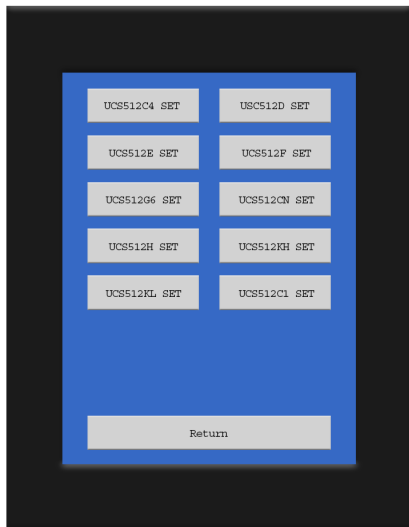 UCS512C4 SET
USC512D SET
UCS512E SET
UCS512F SET
UCS512G6 SET
UCS512CN SET
UCS512H SET
UCS512KH SET
UCS512KL SET
UCS512C1 SET
Return